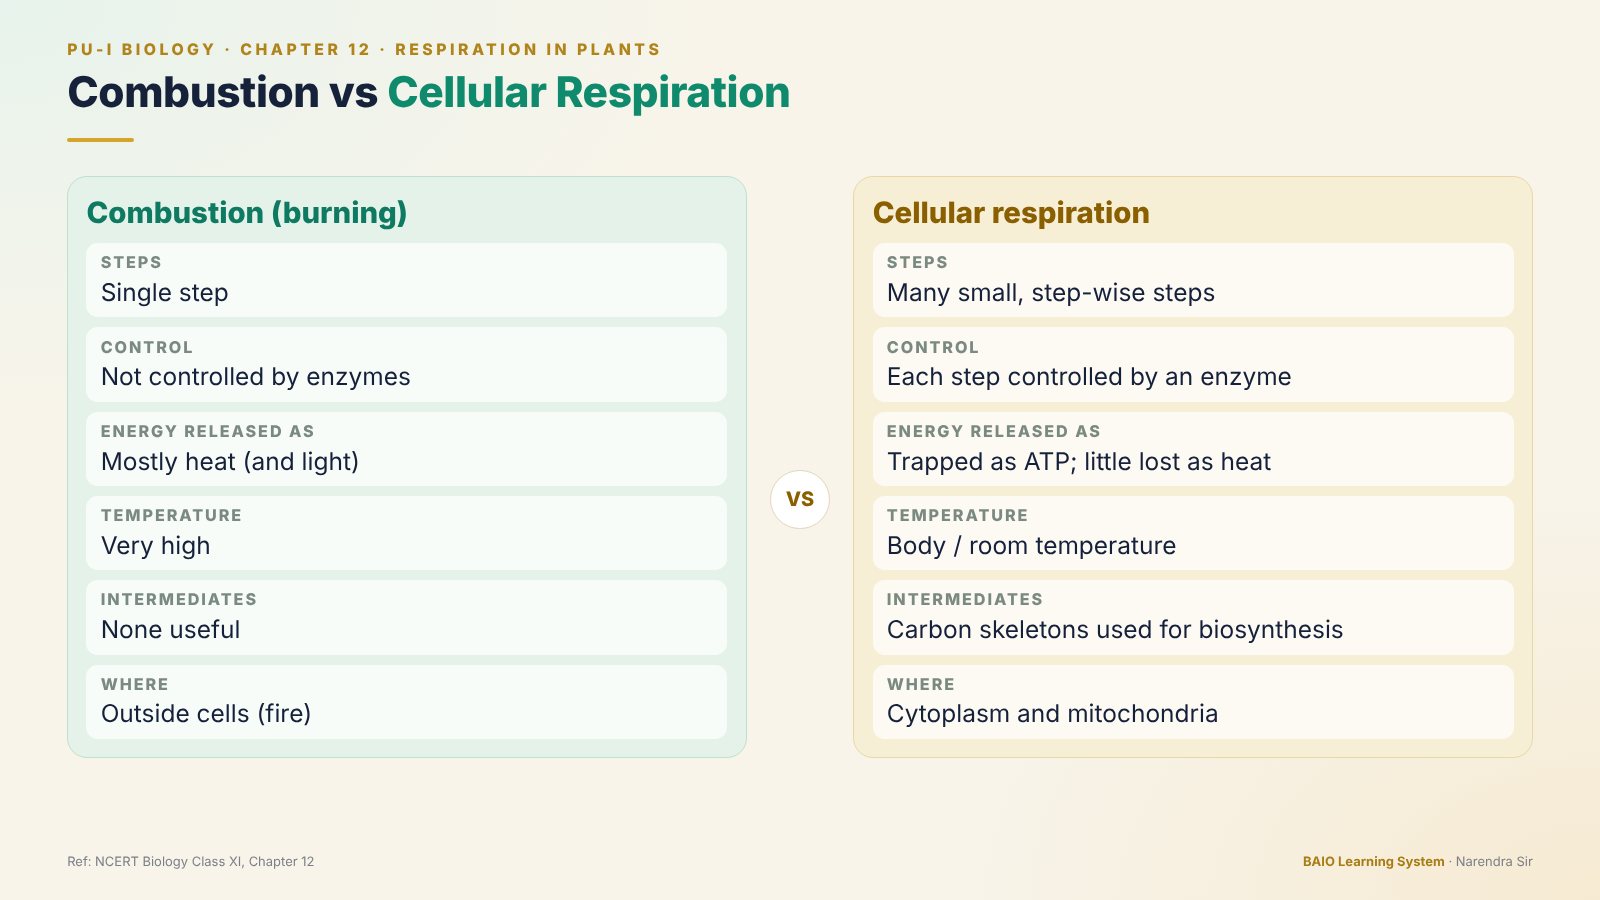 PU-I BIOLOGY · CHAPTER 12 · RESPIRATION IN PLANTS
Combustion vs Cellular Respiration
Combustion (burning)
STEPS
Single step
CONTROL
Not controlled by enzymes
ENERGY RELEASED AS
Mostly heat (and light)
TEMPERATURE
Very high
INTERMEDIATES
None useful
WHERE
Outside cells (fire)
VS
Cellular respiration
STEPS
Many small, step-wise steps
CONTROL
Each step controlled by an enzyme
ENERGY RELEASED AS
Trapped as ATP; little lost as heat
TEMPERATURE
Body / room temperature
INTERMEDIATES
Carbon skeletons used for biosynthesis
WHERE
Cytoplasm and mitochondria
Ref: NCERT Biology Class XI, Chapter 12
BAIO Learning System · Narendra Sir